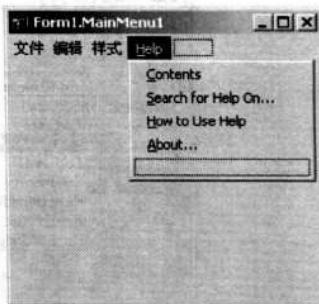 Form1.MainMenu1
文件 编辑 样式 Help
Contents
Search for Help On...
How to Use Help
About...